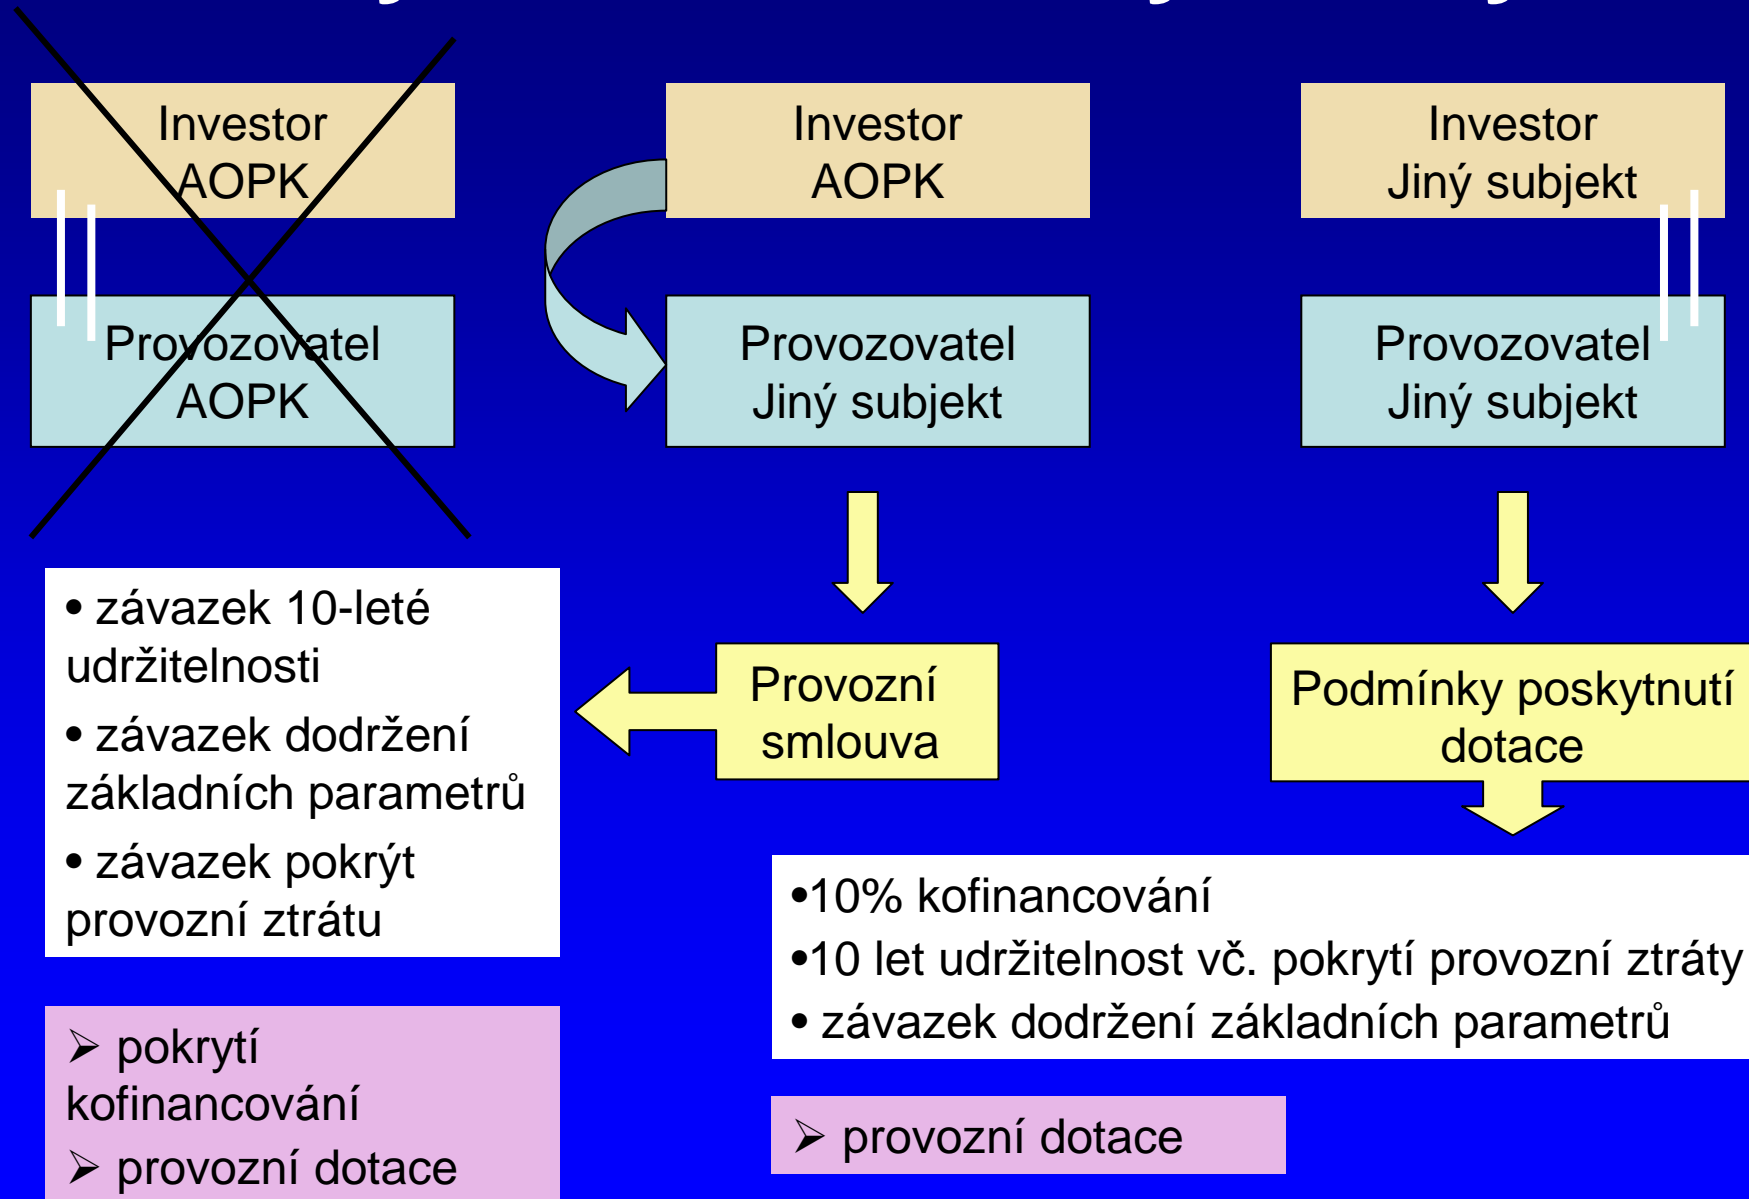 Investor
AOPK
Investor
AOPK
Investor
Jiný subjekt
Provozovatel
AOPK
Provozovatel
Jiný subjekt
Provozovatel
Jiný subjekt
• závazek 10-leté
udržitelnosti
• závazek dodržení
základních parametrů
• závazek pokrýt
provozní ztrátu
Provozní
smlouva
Podmínky poskytnutí
dotace
•10% kofinancování
•10 let udržitelnost vč. pokrytí provozní ztráty
• závazek dodržení základních parametrů
➢ pokrytí
kofinancování
➢ provozní dotace
➢ provozní dotace